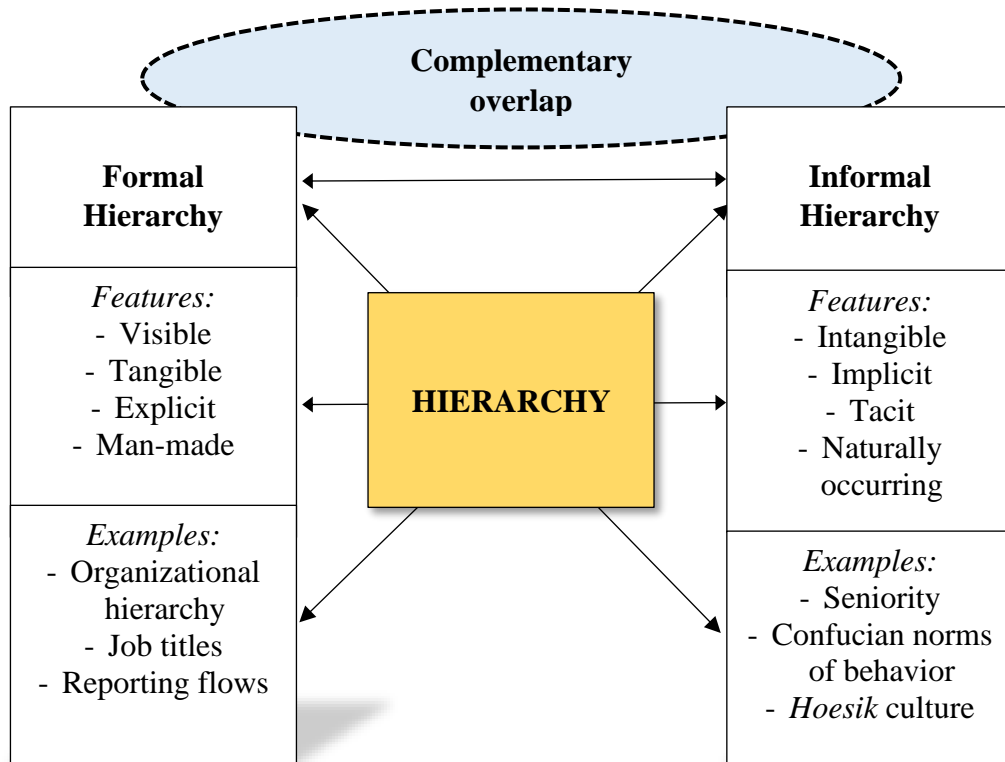 Complementary
overlap
Formal
Hierarchy
Features:
- Visible
- Tangible
- Explicit
- Man-made
Examples:
- Organizational
hierarchy
- Job titles
- Reporting flows
HIERARCHY
Informal
Hierarchy
Features:
- Intangible
- Implicit
- Tacit
- Naturally
occurring
Examples:
- Seniority
- Confucian norms
of behavior
- Hoesik culture